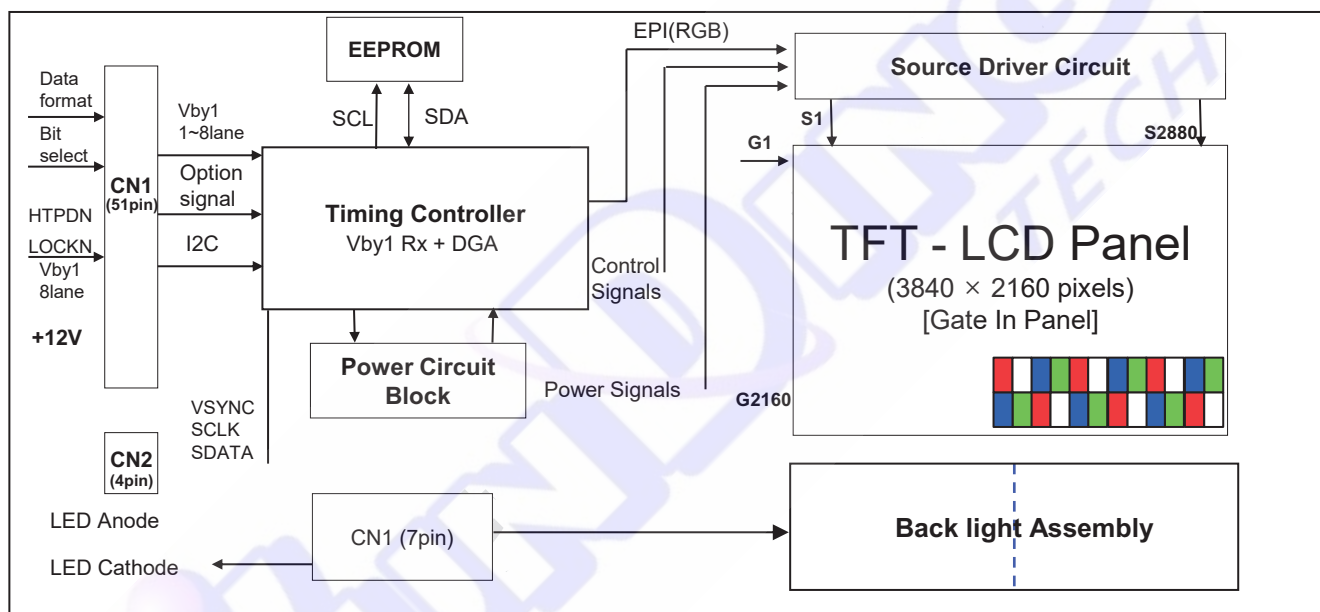 EEPROM
EPI(RGB)
Source Driver Circuit
Data
format
Bit
select
HTPDN
LOCKN
Vby1
8lane
+12V
CN1
(51pin)
Vby1
1~8lane
Option
signal
I2C
SCL
SDA
Timing Controller
Vby1 Rx + DGA
S1
S2880
G1
G2160
TFT - LCD Panel
(3840 × 2160 pixels)
[Gate In Panel]
Control
Signals
Power Circuit
Block
Power Signals
VSYNC
SCLK
SDATA
CN2
(4pin)
LED Anode
LED Cathode
CN1 (7pin)
Back light Assembly
TECH